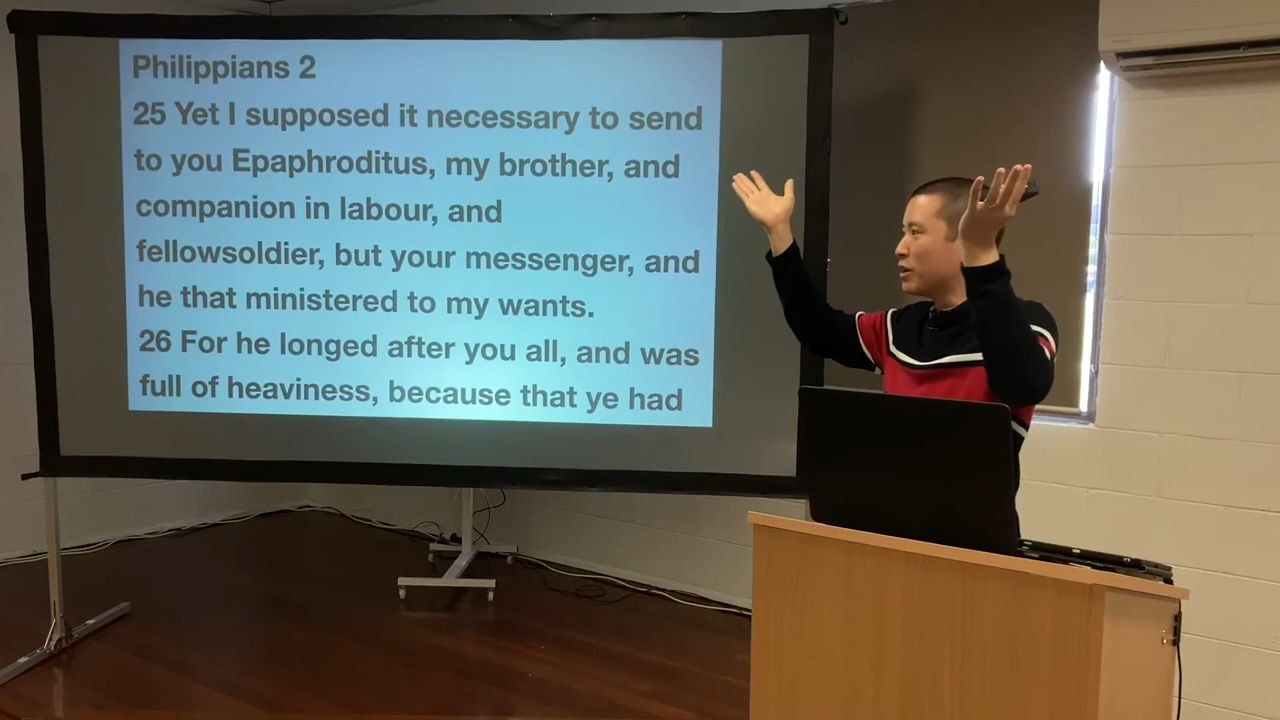 Philippians 2
25 Yet I supposed it necessary to send
to you Epaphroditus, my brother, and
companion in labour, and
fellowsoldier, but your messenger, and
he that ministered to my wants.
26 For he longed after you all, and was
full of heaviness, because that ye had